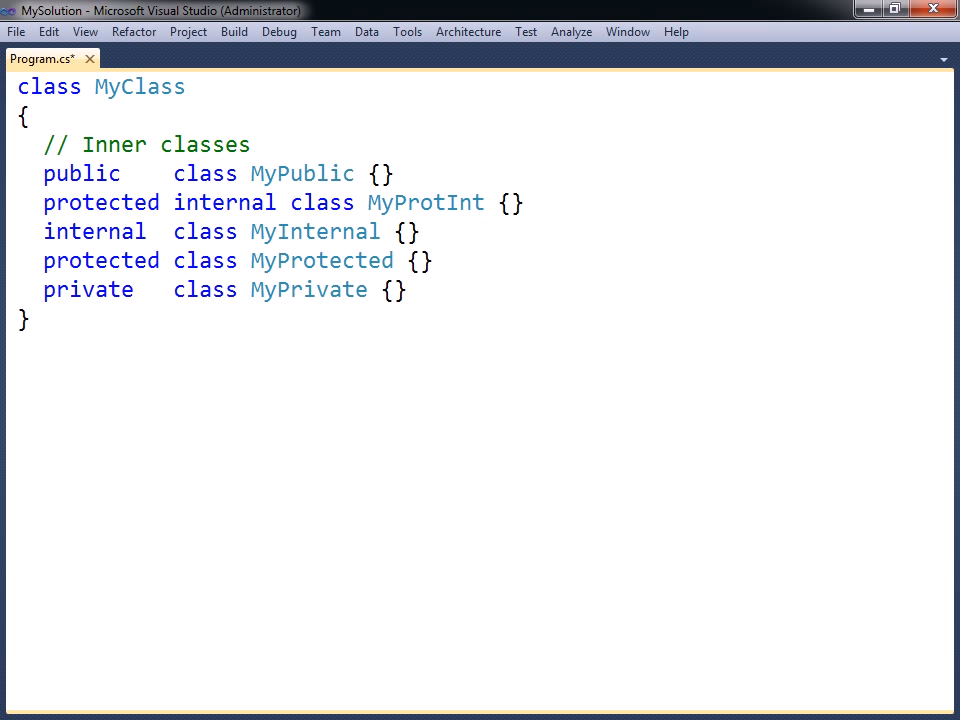 MySolution - Microsoft Visual Studio (Administrator)
File Edit View Refactor Project Build Debug Team Data Tools Architecture Test Analyze Window Help
Program.cs*
class MyClass
{
  // Inner classes
  public    class MyPublic {}
  protected internal class MyProtInt {}
  internal  class MyInternal {}
  protected class MyProtected {}
  private   class MyPrivate {}
}